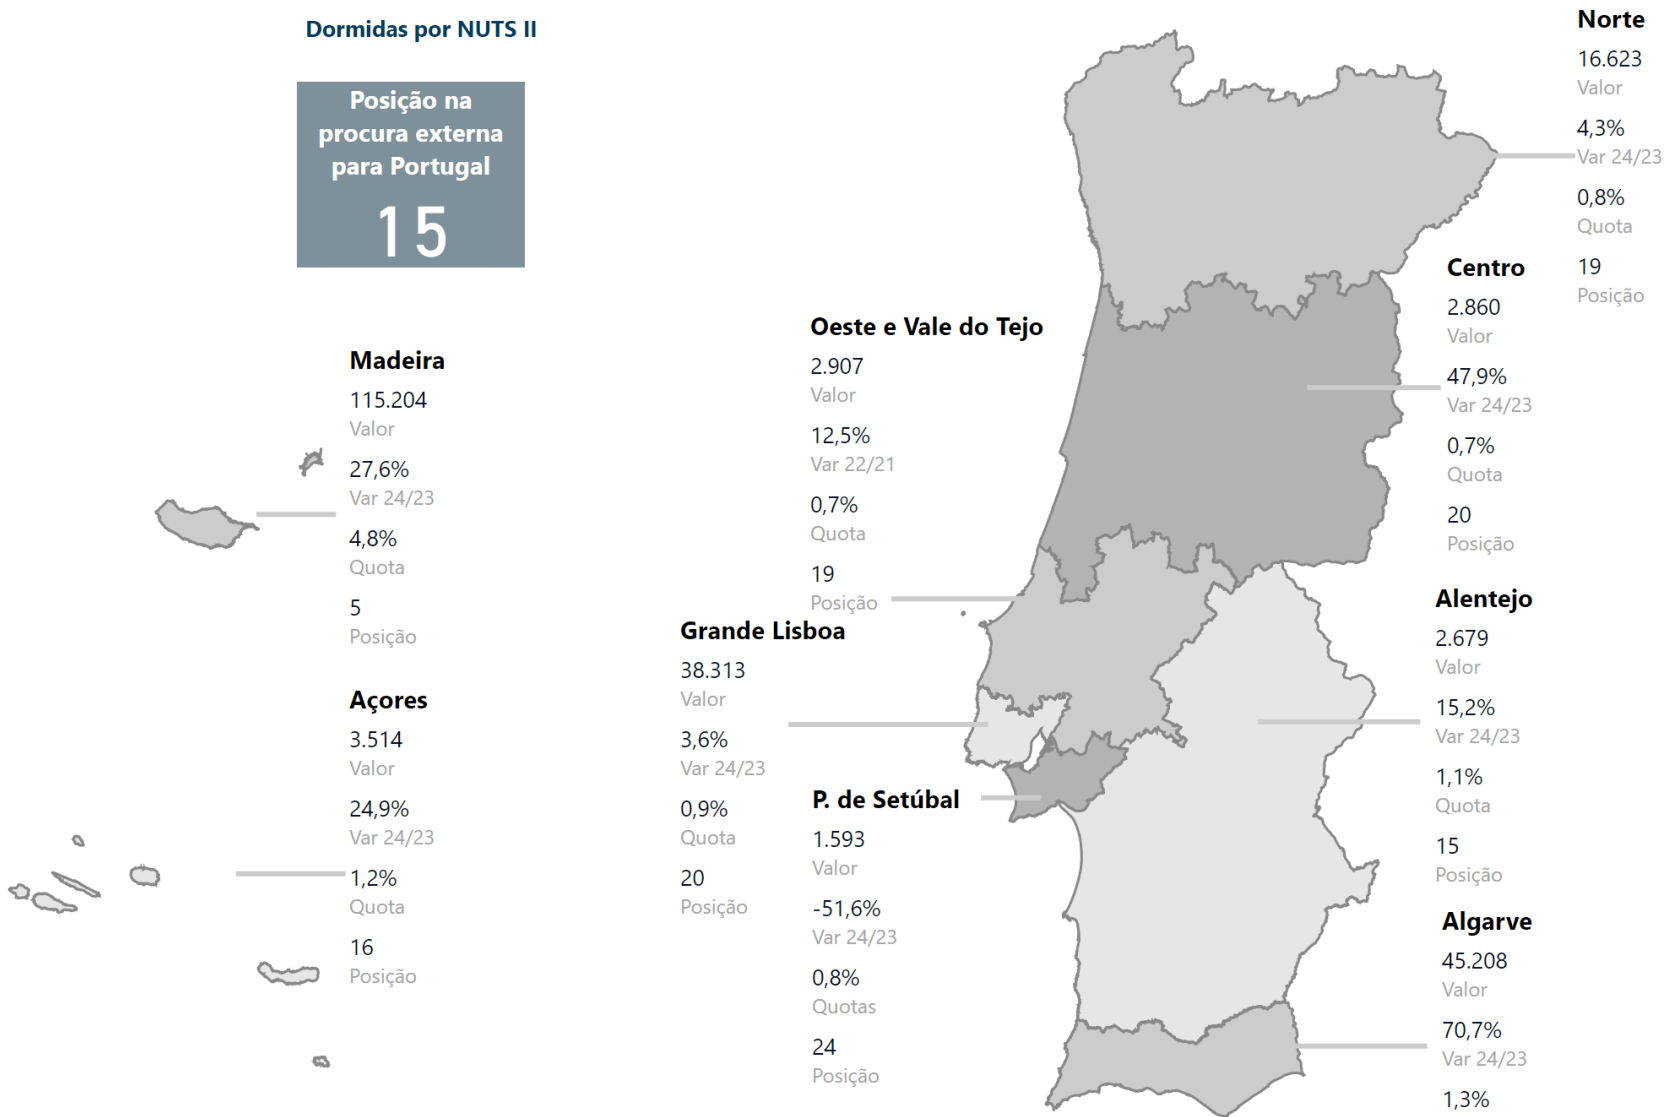 Dormidas por NUTS II
Posição na
procura externa
para Portugal
15
Norte
16.623
Valor
4,3%
Var 24/23
0,8%
Quota
19
Posição
Centro
2.860
Valor
47,9%
Var 24/23
0,7%
Quota
20
Posição
Oeste e Vale do Tejo
2.907
Valor
12,5%
Var 22/21
0,7%
Quota
19
Posição
Madeira
115.204
Valor
27,6%
Var 24/23
4,8%
Quota
5
Posição
Grande Lisboa
38.313
Valor
3,6%
Var 24/23
0,9%
Quota
20
Posição
Alentejo
2.679
Valor
15,2%
Var 24/23
1,1%
Quota
15
Posição
Açores
3.514
Valor
24,9%
Var 24/23
1,2%
Quota
16
Posição
P. de Setúbal
1.593
Valor
-51,6%
Var 24/23
0,8%
Quotas
24
Posição
Algarve
45.208
Valor
70,7%
Var 24/23
1,3%